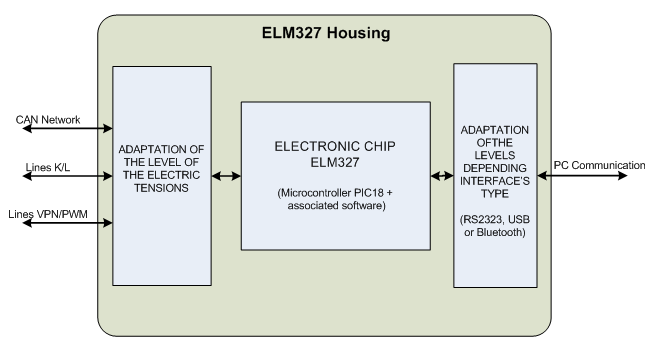 ELM327 Housing
CAN Network
Lines K/L
Lines VPN/PWM
ADAPTATION OF
THE LEVEL OF
THE ELECTRIC
TENSIONS
ELECTRONIC CHIP
ELM327
(Microcontroller PIC18 +
associated software)
ADAPTATION
OFTHE
LEVELS
DEPENDING
INTERFACE'S
TYPE
(RS2323, USB
or Bluetooth)
PC Communication